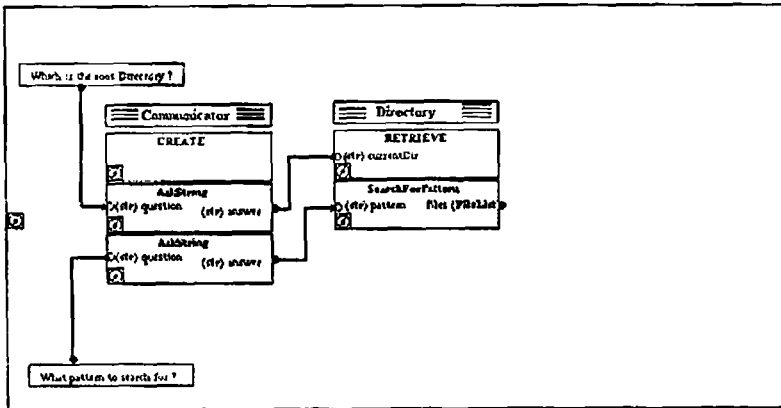 Which is the root Directory ?
Communicator
Directory
CREATE
RETRIEVE
(str) currentDir
AskString
(str) question (str) answer
SearchForPattern
(str) pattern files (FileList)
AskString
(str) question (str) answer
What pattern to search for ?